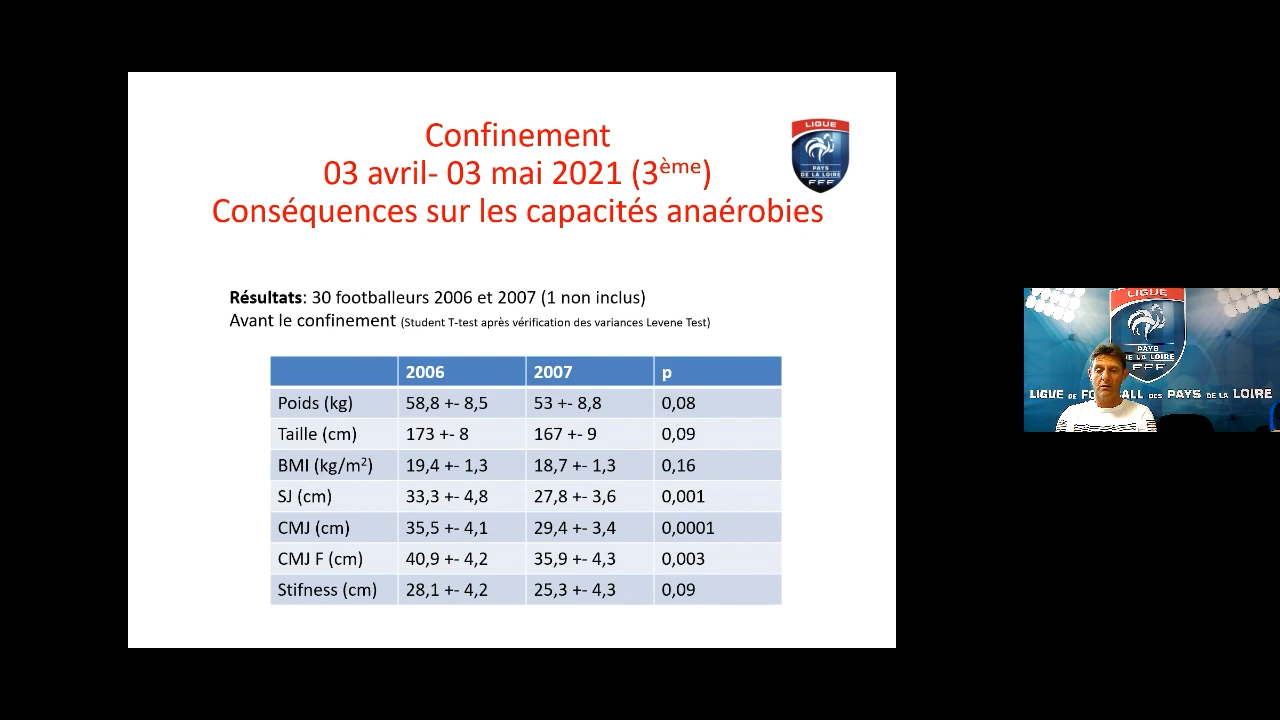 Confinement
03 avril- 03 mai 2021 (3ème)
Conséquences sur les capacités anaérobies
LIGUE
PAYS
DE LA LOIRE
FFF
Résultats: 30 footballeurs 2006 et 2007 (1 non inclus)
Avant le confinement (Student T-test après vérification des variances Levene Test)
2006 2007 p
Poids (kg) 58,8 +- 8,5 53 +- 8,8 0,08
Taille (cm) 173 +- 8 167 +- 9 0,09
BMI (kg/m²) 19,4 +- 1,3 18,7 +- 1,3 0,16
SJ (cm) 33,3 +- 4,8 27,8 +- 3,6 0,001
CMJ (cm) 35,5 +- 4,1 29,4 +- 3,4 0,0001
CMJ F (cm) 40,9 +- 4,2 35,9 +- 4,3 0,003
Stifness (cm) 28,1 +- 4,2 25,3 +- 4,3 0,09
LIGUE
PAYS
DE LA LOIRE
FFF
LIGUE DE DES PAYS DE LA LOIRE